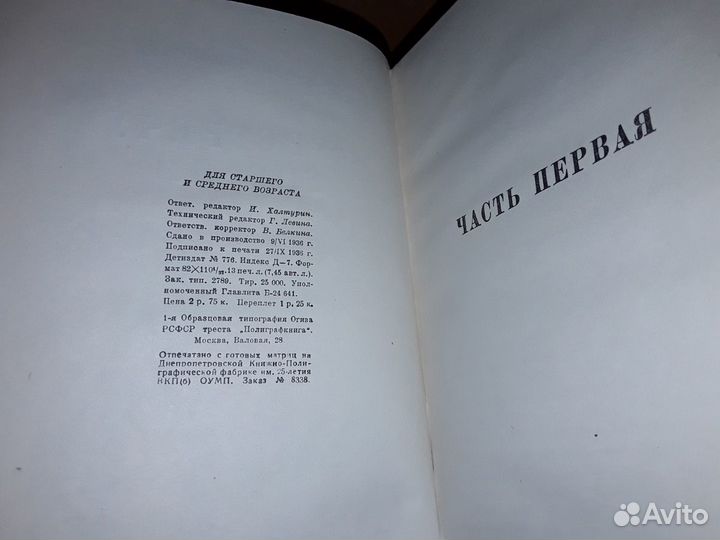 ДЛЯ СТАРШЕГО
И СРЕДНЕГО ВОЗРАСТА
Ответ. редактор И. Халтурин.
Технический редактор Г. Левина.
Ответств. корректор В. Белкина.
Сдано в производство 9/VI 1936 г.
Подписано к печати 27/IX 1936 г.
Детиздат № 776. Индекс Д—7. Фор-
мат 82×110¹/₃₂. 13 печ. л. (7,45 авт. л.).
Зак. тип. 2789. Тир. 25 000. Упол-
номоченный Главлита Б-24 641.
Цена 2 р. 75 к. Переплет 1 р. 25 к.
1-я Образцовая типография Огиза
РСФСР треста „Полиграфкнига".
Москва, Валовая, 28
Отпечатано с готовых матриц на
Днепропетровской Книжно-Поли-
графической фабрике им. 25-летия
ВКП(б) ОУМП. Заказ № 8338.
ЧАСТЬ ПЕРВАЯ
Avito